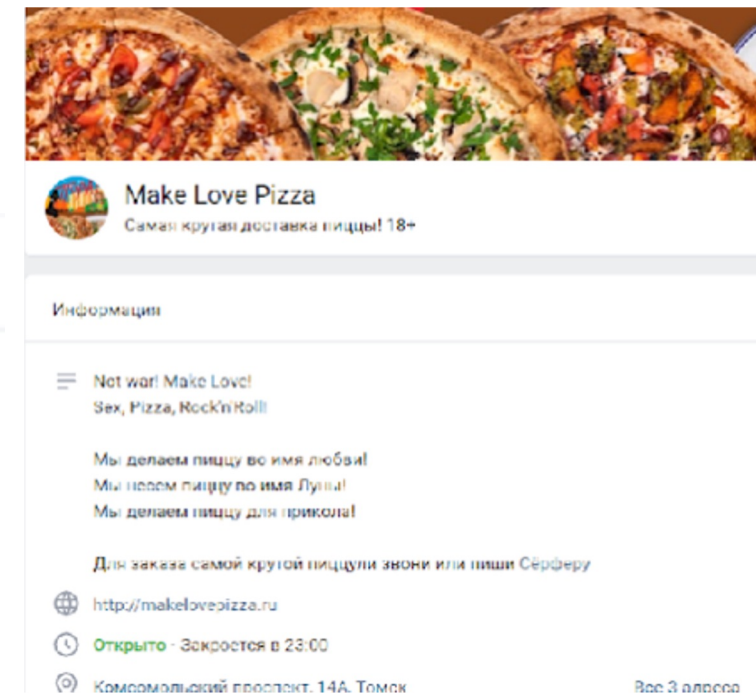 Make Love Pizza
Самая крутая доставка пиццы! 18+
Информация
Not war! Make Love!
Sex, Pizza, Rock'n'Roll!
Мы делаем пиццу во имя любви!
Мы несем пиццу во имя Луны!
Мы делаем пиццу для прикола!
Для заказа самой крутой пиццули звони или пиши Сёрферу
http://makelovepizza.ru
Открыто · Закроется в 23:00
Комсомольский проспект, 14А, Томск
Все 3 адреса